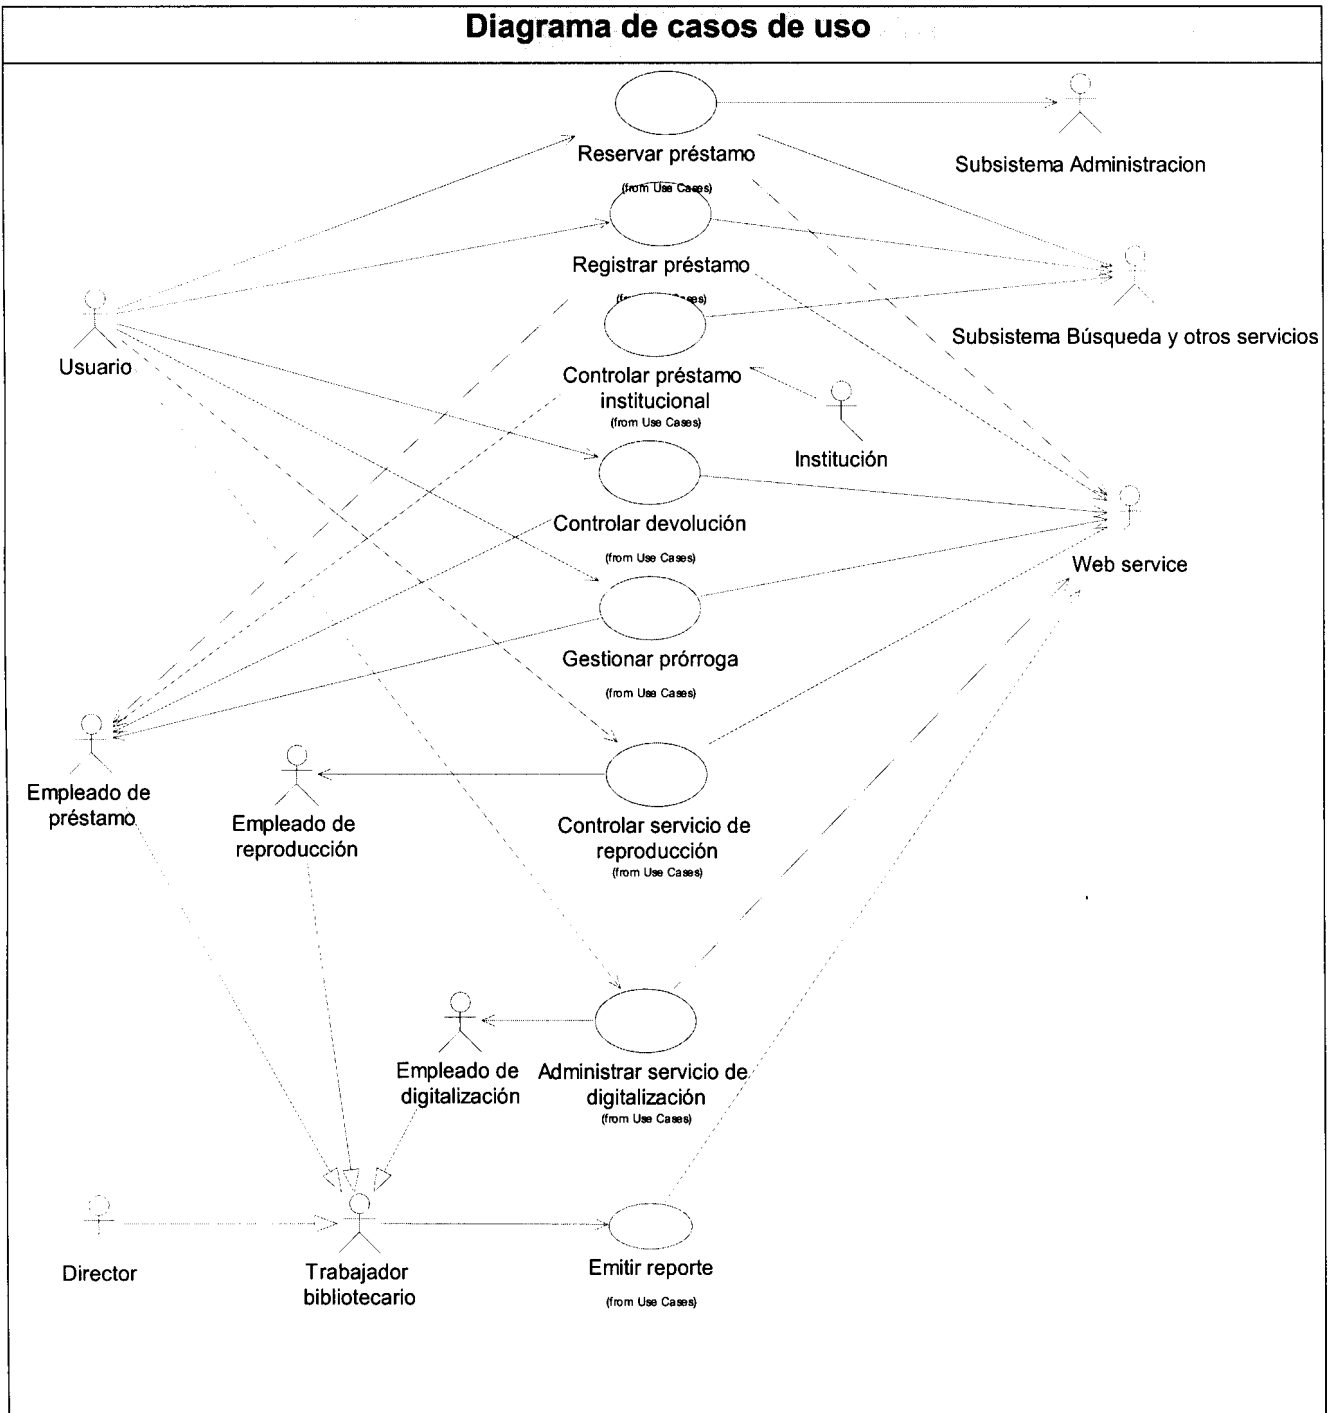 Diagrama de casos de uso
Reservar préstamo
(from Use Cases)
Subsistema Administracion
Registrar préstamo
(from Use Cases)
Subsistema Búsqueda y otros servicios
Usuario
Controlar préstamo
institucional
(from Use Cases)
Institución
Controlar devolución
(from Use Cases)
Web service
Gestionar prórroga
(from Use Cases)
Empleado de
préstamo
Empleado de
reproducción
Controlar servicio de
reproducción
(from Use Cases)
Empleado de
digitalización
Administrar servicio de
digitalización
(from Use Cases)
Director
Trabajador
bibliotecario
Emitir reporte
(from Use Cases)